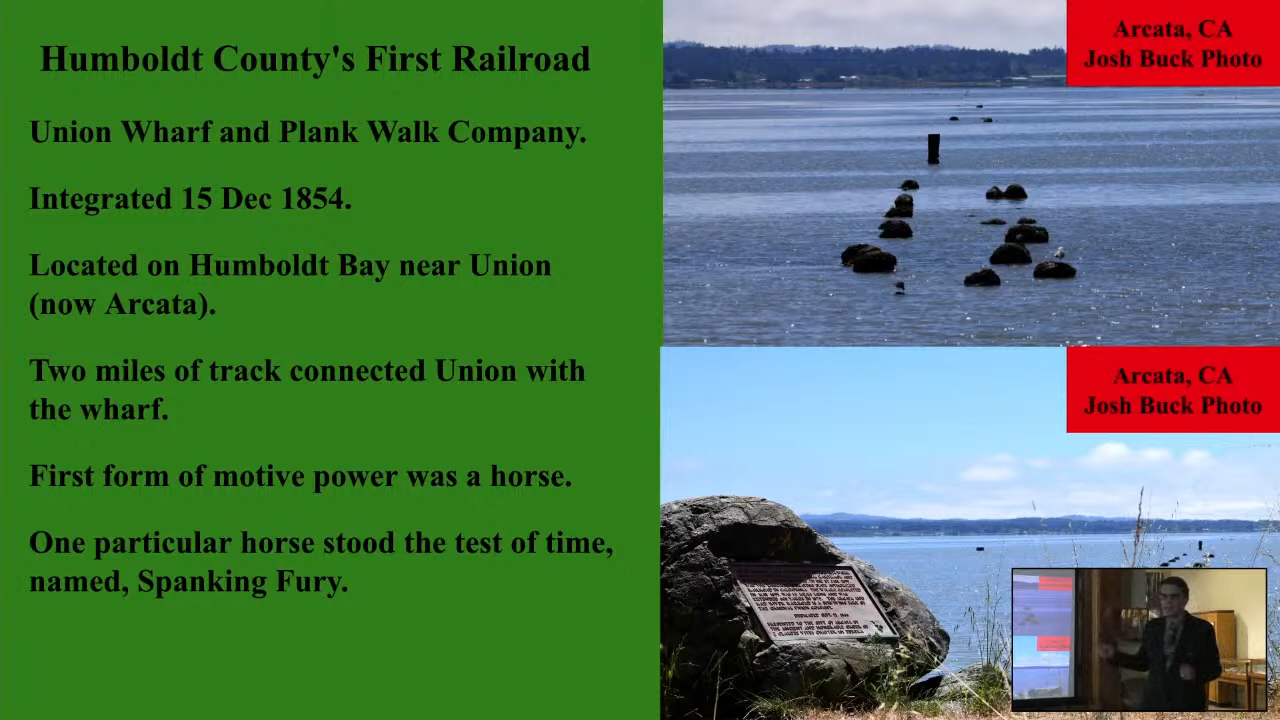 Humboldt County's First Railroad
Union Wharf and Plank Walk Company.
Integrated 15 Dec 1854.
Located on Humboldt Bay near Union
(now Arcata).
Two miles of track connected Union with
the wharf.
First form of motive power was a horse.
One particular horse stood the test of time,
named, Spanking Fury.
Arcata, CA
Josh Buck Photo
Arcata, CA
Josh Buck Photo